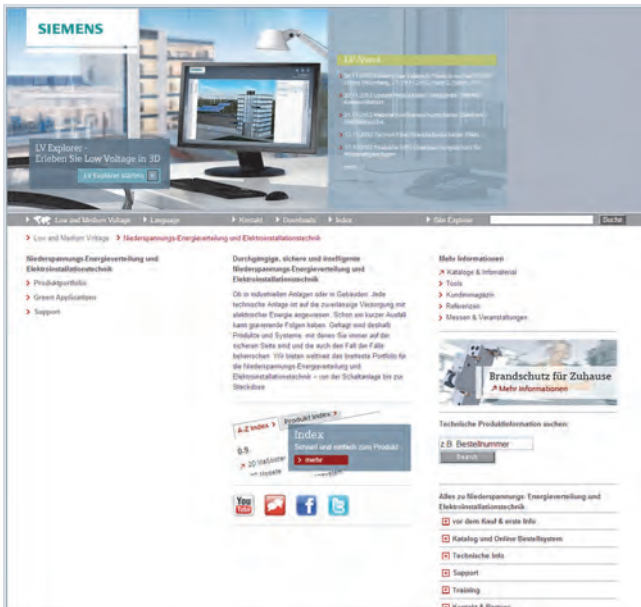 SIEMENS
LV-News
LV Explorer -
Erleben Sie Low Voltage in 3D
LV Explorer starten
Low and Medium Voltage
Language
Kontakt
Downloads
Index
Site Explorer
Suche
Low and Medium Voltage
Niederspannungs-Energieverteilung und Elektroinstallationstechnik
Niederspannungs-Energieverteilung und
Elektroinstallationstechnik
Produktportfolio
Green Applications
Support
Durchgängige, sichere und intelligente
Niederspannungs-Energieverteilung und
Elektroinstallationstechnik
Ob in industriellen Anlagen oder in Gebäuden: Jede
technische Anlage ist auf die zuverlässige Versorgung mit
elektrischer Energie angewiesen. Schon ein kurzer Ausfall
kann gravierende Folgen haben. Gefragt sind deshalb
Produkte und Systeme, mit denen Sie immer auf der
sicheren Seite sind und die auch den Fall der Fälle
beherrschen. Wir bieten weltweit das breiteste Portfolio für
die Niederspannungs-Energieverteilung und
Elektroinstallationstechnik – von der Schaltanlage bis zur
Steckdose.
A-Z Index
Produkt Index
0..9.
Index
Schnell und einfach zum Produkt
mehr
You
Tube
Mehr Informationen
Kataloge & Infomaterial
Tools
Kundenmagazin
Referenzen
Messen & Veranstaltungen
Brandschutz für Zuhause
Mehr Informationen
Technische Produktinformation suchen:
z.B. Bestellnummer
Search
Alles zu Niederspannungs- Energieverteilung und
Elektroinstallationstechnik
vor dem Kauf & erste Info
Katalog und Online Bestellsystem
Technische Info
Support
Training